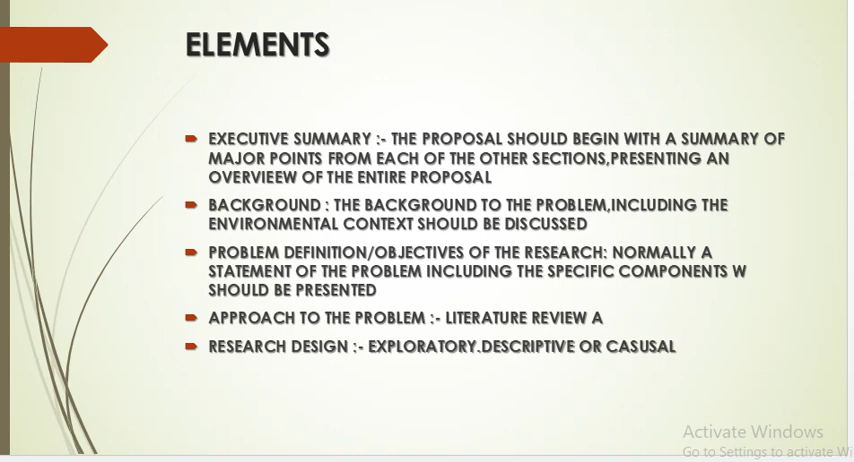 ELEMENTS
EXECUTIVE SUMMARY :- THE PROPOSAL SHOULD BEGIN WITH A SUMMARY OF
MAJOR POINTS FROM EACH OF THE OTHER SECTIONS,PRESENTING AN
OVERVIEEW OF THE ENTIRE PROPOSAL
BACKGROUND : THE BACKGROUND TO THE PROBLEM,INCLUDING THE
ENVIRONMENTAL CONTEXT SHOULD BE DISCUSSED
PROBLEM DEFINITION/OBJECTIVES OF THE RESEARCH: NORMALLY A
STATEMENT OF THE PROBLEM INCLUDING THE SPECIFIC COMPONENTS W
SHOULD BE PRESENTED
APPROACH TO THE PROBLEM :- LITERATURE REVIEW A
RESEARCH DESIGN :- EXPLORATORY.DESCRIPTIVE OR CASUSAL
Activate Windows
Go to Settings to activate Wi